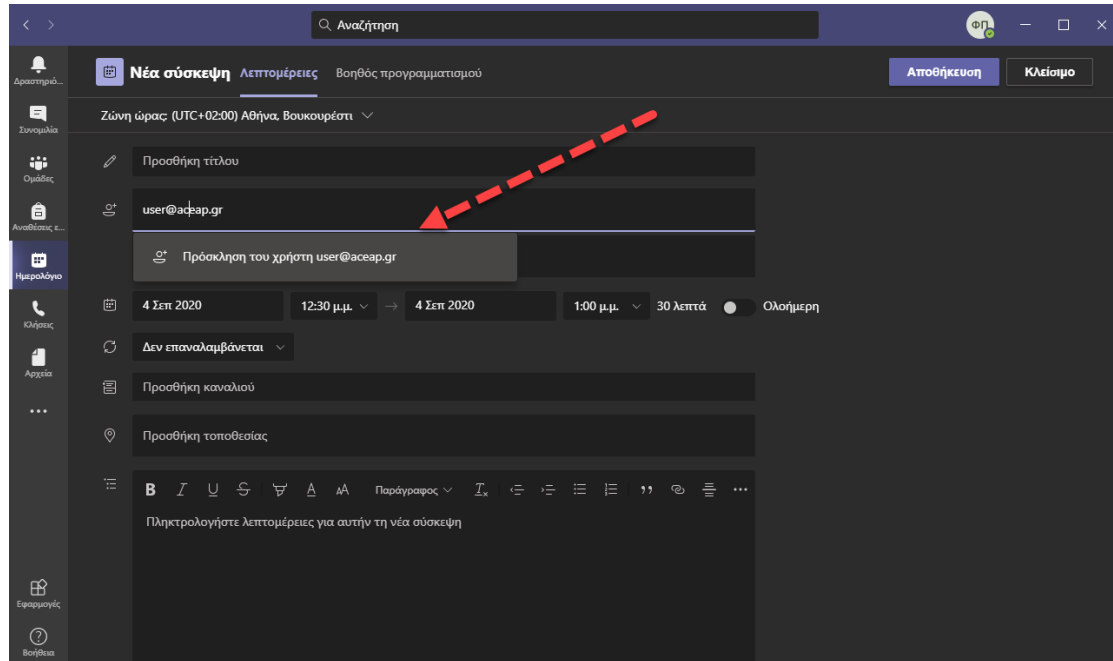 Αναζήτηση
ΦΠ
Δραστηριό...
Συνομιλία
Ομάδες
Αναθέσεις ε...
Ημερολόγιο
Κλήσεις
Αρχεία
Εφαρμογές
Βοήθεια
Νέα σύσκεψη Λεπτομέρειες Βοηθός προγραμματισμού Αποθήκευση Κλείσιμο
Ζώνη ώρας: (UTC+02:00) Αθήνα, Βουκουρέστι
Προσθήκη τίτλου
user@aceap.gr
Πρόσκληση του χρήστη user@aceap.gr
4 Σεπ 2020 12:30 μ.μ. → 4 Σεπ 2020 1:00 μ.μ. 30 λεπτά Ολοήμερη
Δεν επαναλαμβάνεται
Προσθήκη καναλιού
Προσθήκη τοποθεσίας
B I U S A AA Παράγραφος Tx
Πληκτρολογήστε λεπτομέρειες για αυτήν τη νέα σύσκεψη